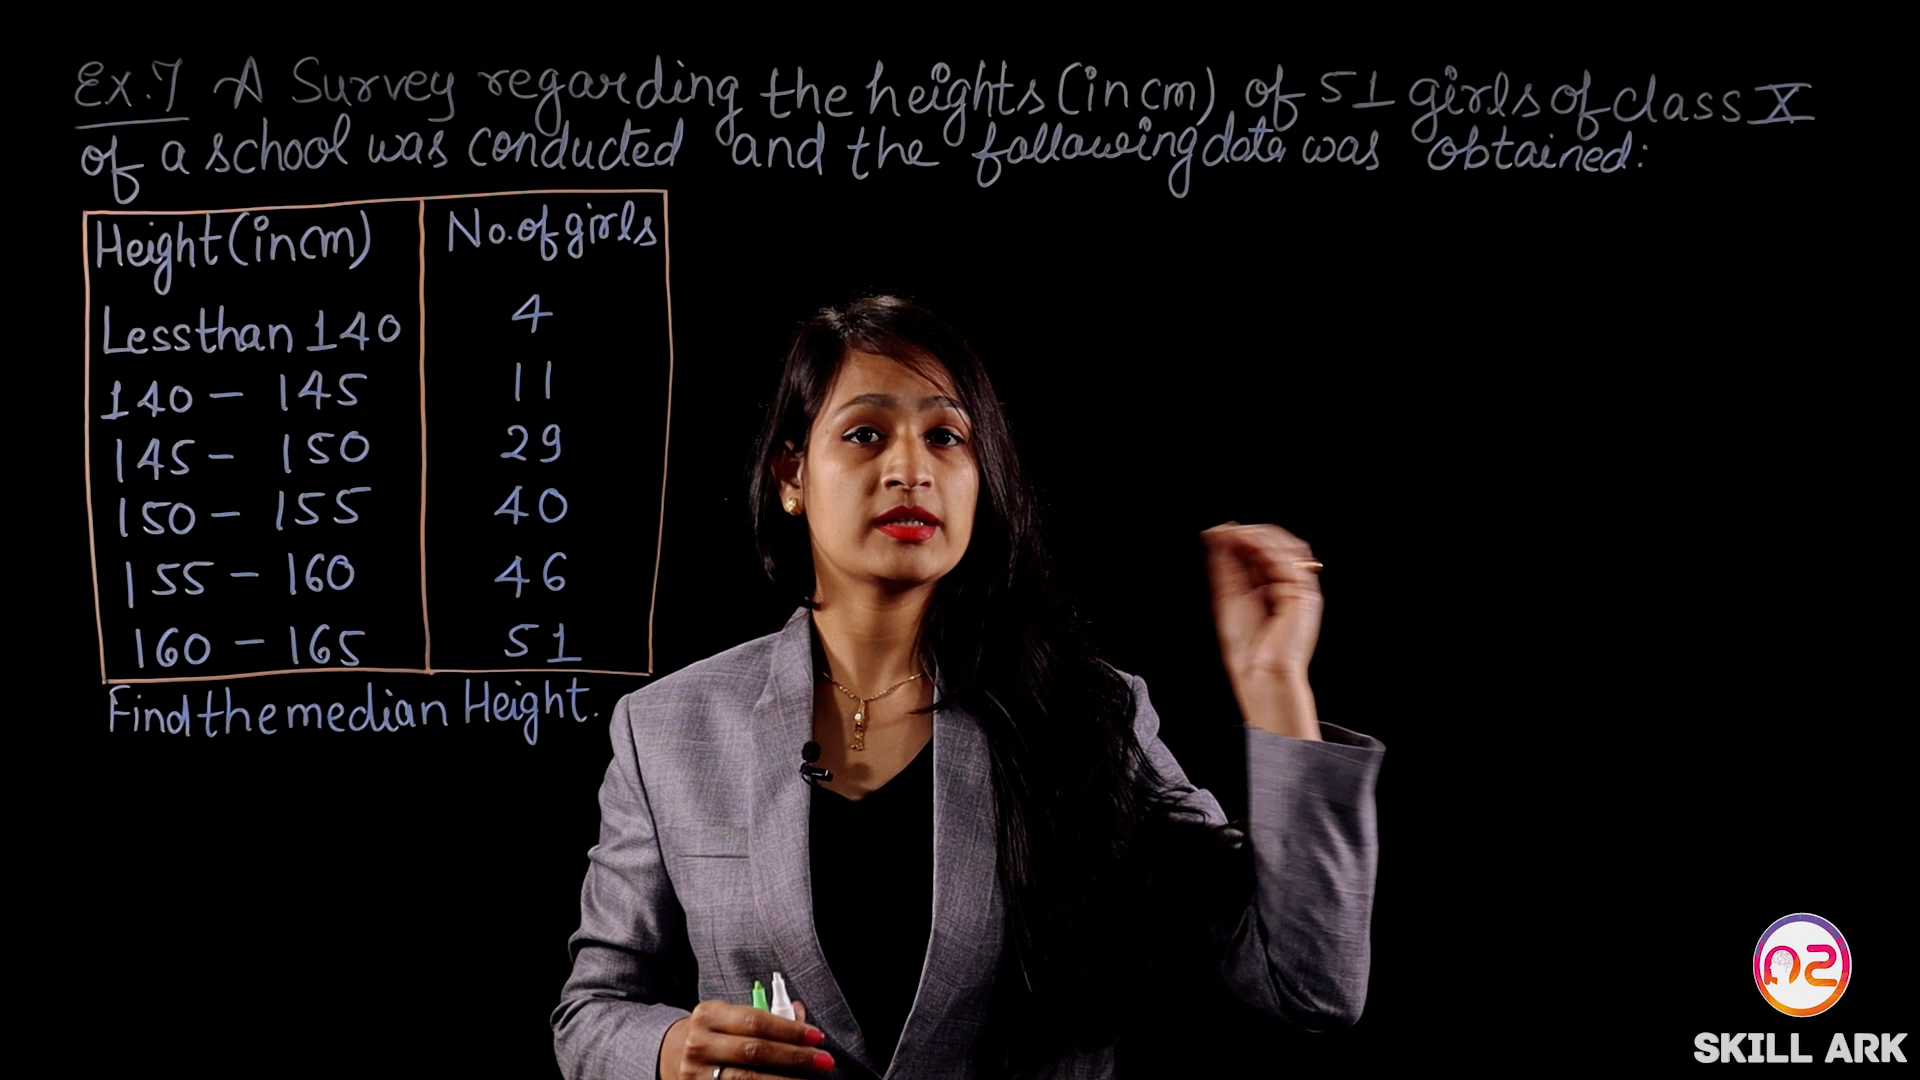 Ex.7 A Survey regarding the heights (in cm) of 51 girls of class X
of a school was conducted and the following data was obtained:
Height (in cm) No. of girls
Less than 140 4
140 – 145 11
145 – 150 29
150 – 155 40
155 – 160 46
160 – 165 51
Find the median Height.
SKILL ARK